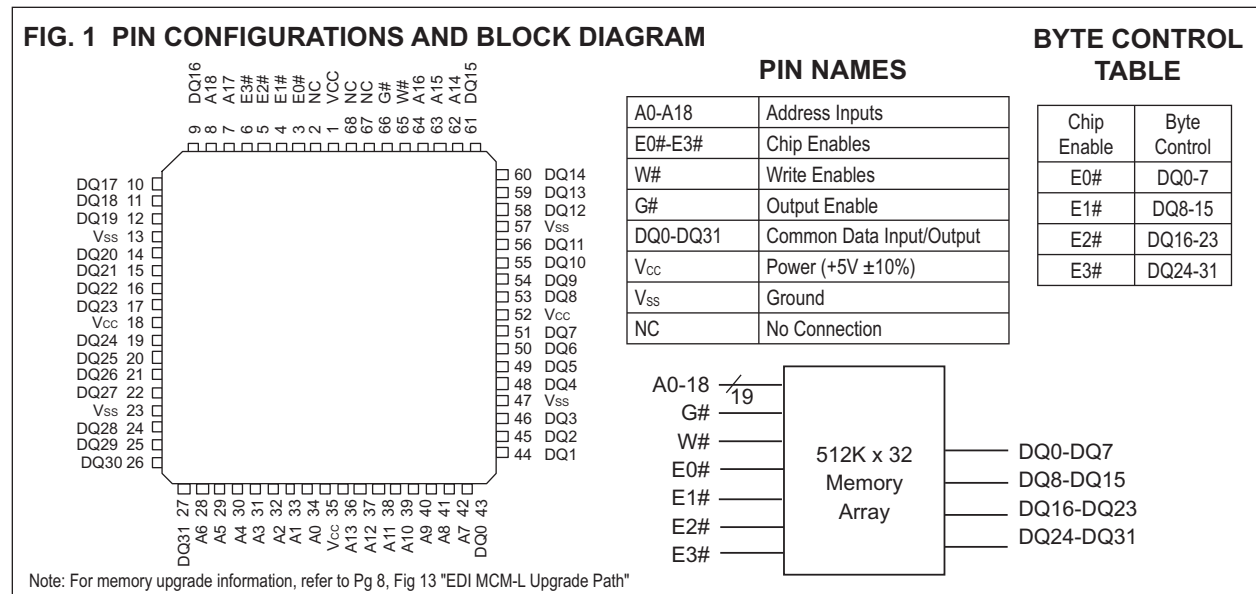 FIG. 1 PIN CONFIGURATIONS AND BLOCK DIAGRAM
9 DQ16
8 A18
7 A17
6 E3#
5 E2#
4 E1#
3 E0#
2 NC
1 VCC
68 NC
67 NC
66 G#
65 W#
64 A16
63 A15
62 A14
61 DQ15
DQ17 10
DQ18 11
DQ19 12
Vss 13
DQ20 14
DQ21 15
DQ22 16
DQ23 17
Vcc 18
DQ24 19
DQ25 20
DQ26 21
DQ27 22
Vss 23
DQ28 24
DQ29 25
DQ30 26
60 DQ14
59 DQ13
58 DQ12
57 Vss
56 DQ11
55 DQ10
54 DQ9
53 DQ8
52 Vcc
51 DQ7
50 DQ6
49 DQ5
48 DQ4
47 Vss
46 DQ3
45 DQ2
44 DQ1
DQ31 27
A6 28
A5 29
A4 30
A3 31
A2 32
A1 33
A0 34
Vcc 35
A13 36
A12 37
A11 38
A10 39
A9 40
A8 41
A7 42
DQ0 43
Note: For memory upgrade information, refer to Pg 8, Fig 13 "EDI MCM-L Upgrade Path"
PIN NAMES
A0-A18 Address Inputs
E0#-E3# Chip Enables
W# Write Enables
G# Output Enable
DQ0-DQ31 Common Data Input/Output
Vcc Power (+5V ±10%)
Vss Ground
NC No Connection
BYTE CONTROL
TABLE
Chip Enable Byte Control
E0# DQ0-7
E1# DQ8-15
E2# DQ16-23
E3# DQ24-31
A0-18
19
G#
W#
E0#
E1#
E2#
E3#
512K x 32
Memory
Array
DQ0-DQ7
DQ8-DQ15
DQ16-DQ23
DQ24-DQ31